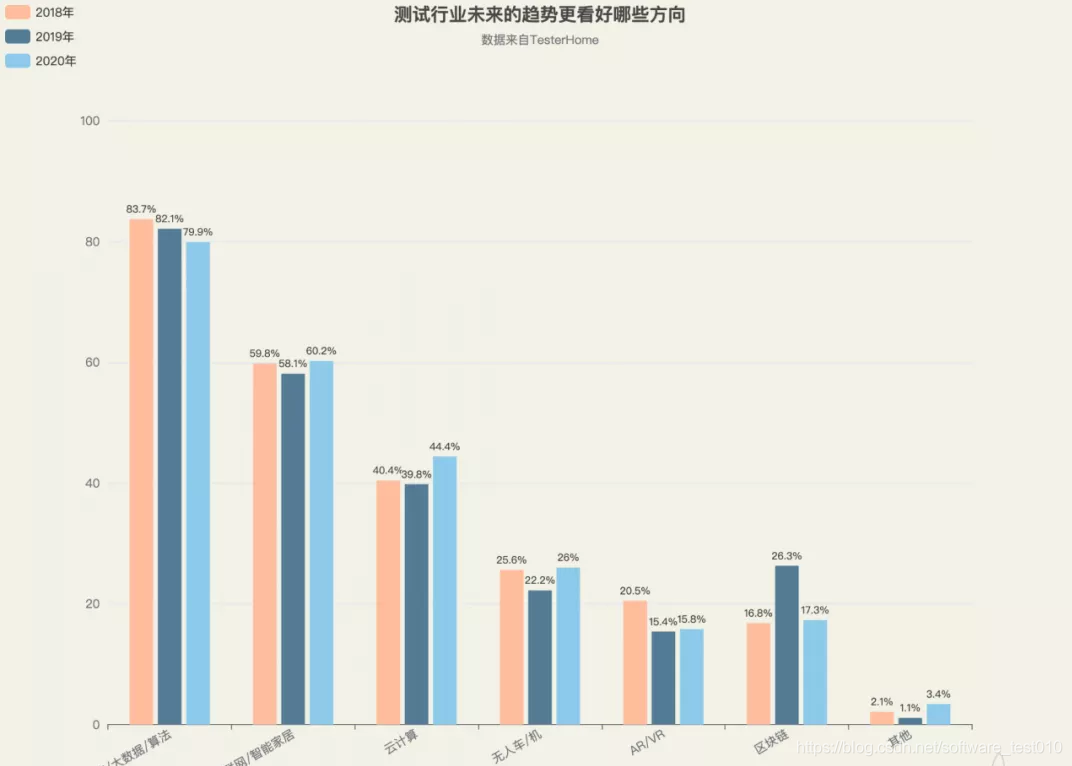 测试行业未来的趋势更看好哪些方向
数据来自TesterHome
2018年
2019年
2020年
100
80
60
40
20
0
83.7%
82.1%
79.9%
59.8%
58.1%
60.2%
40.4%
39.8%
44.4%
25.6%
22.2%
26%
20.5%
15.4%
15.8%
16.8%
26.3%
17.3%
2.1%
1.1%
3.4%
/大数据/算法
联网/智能家居
云计算
无人车/机
AR/VR
区块链
其他
https://blog.csdn.net/software_test010